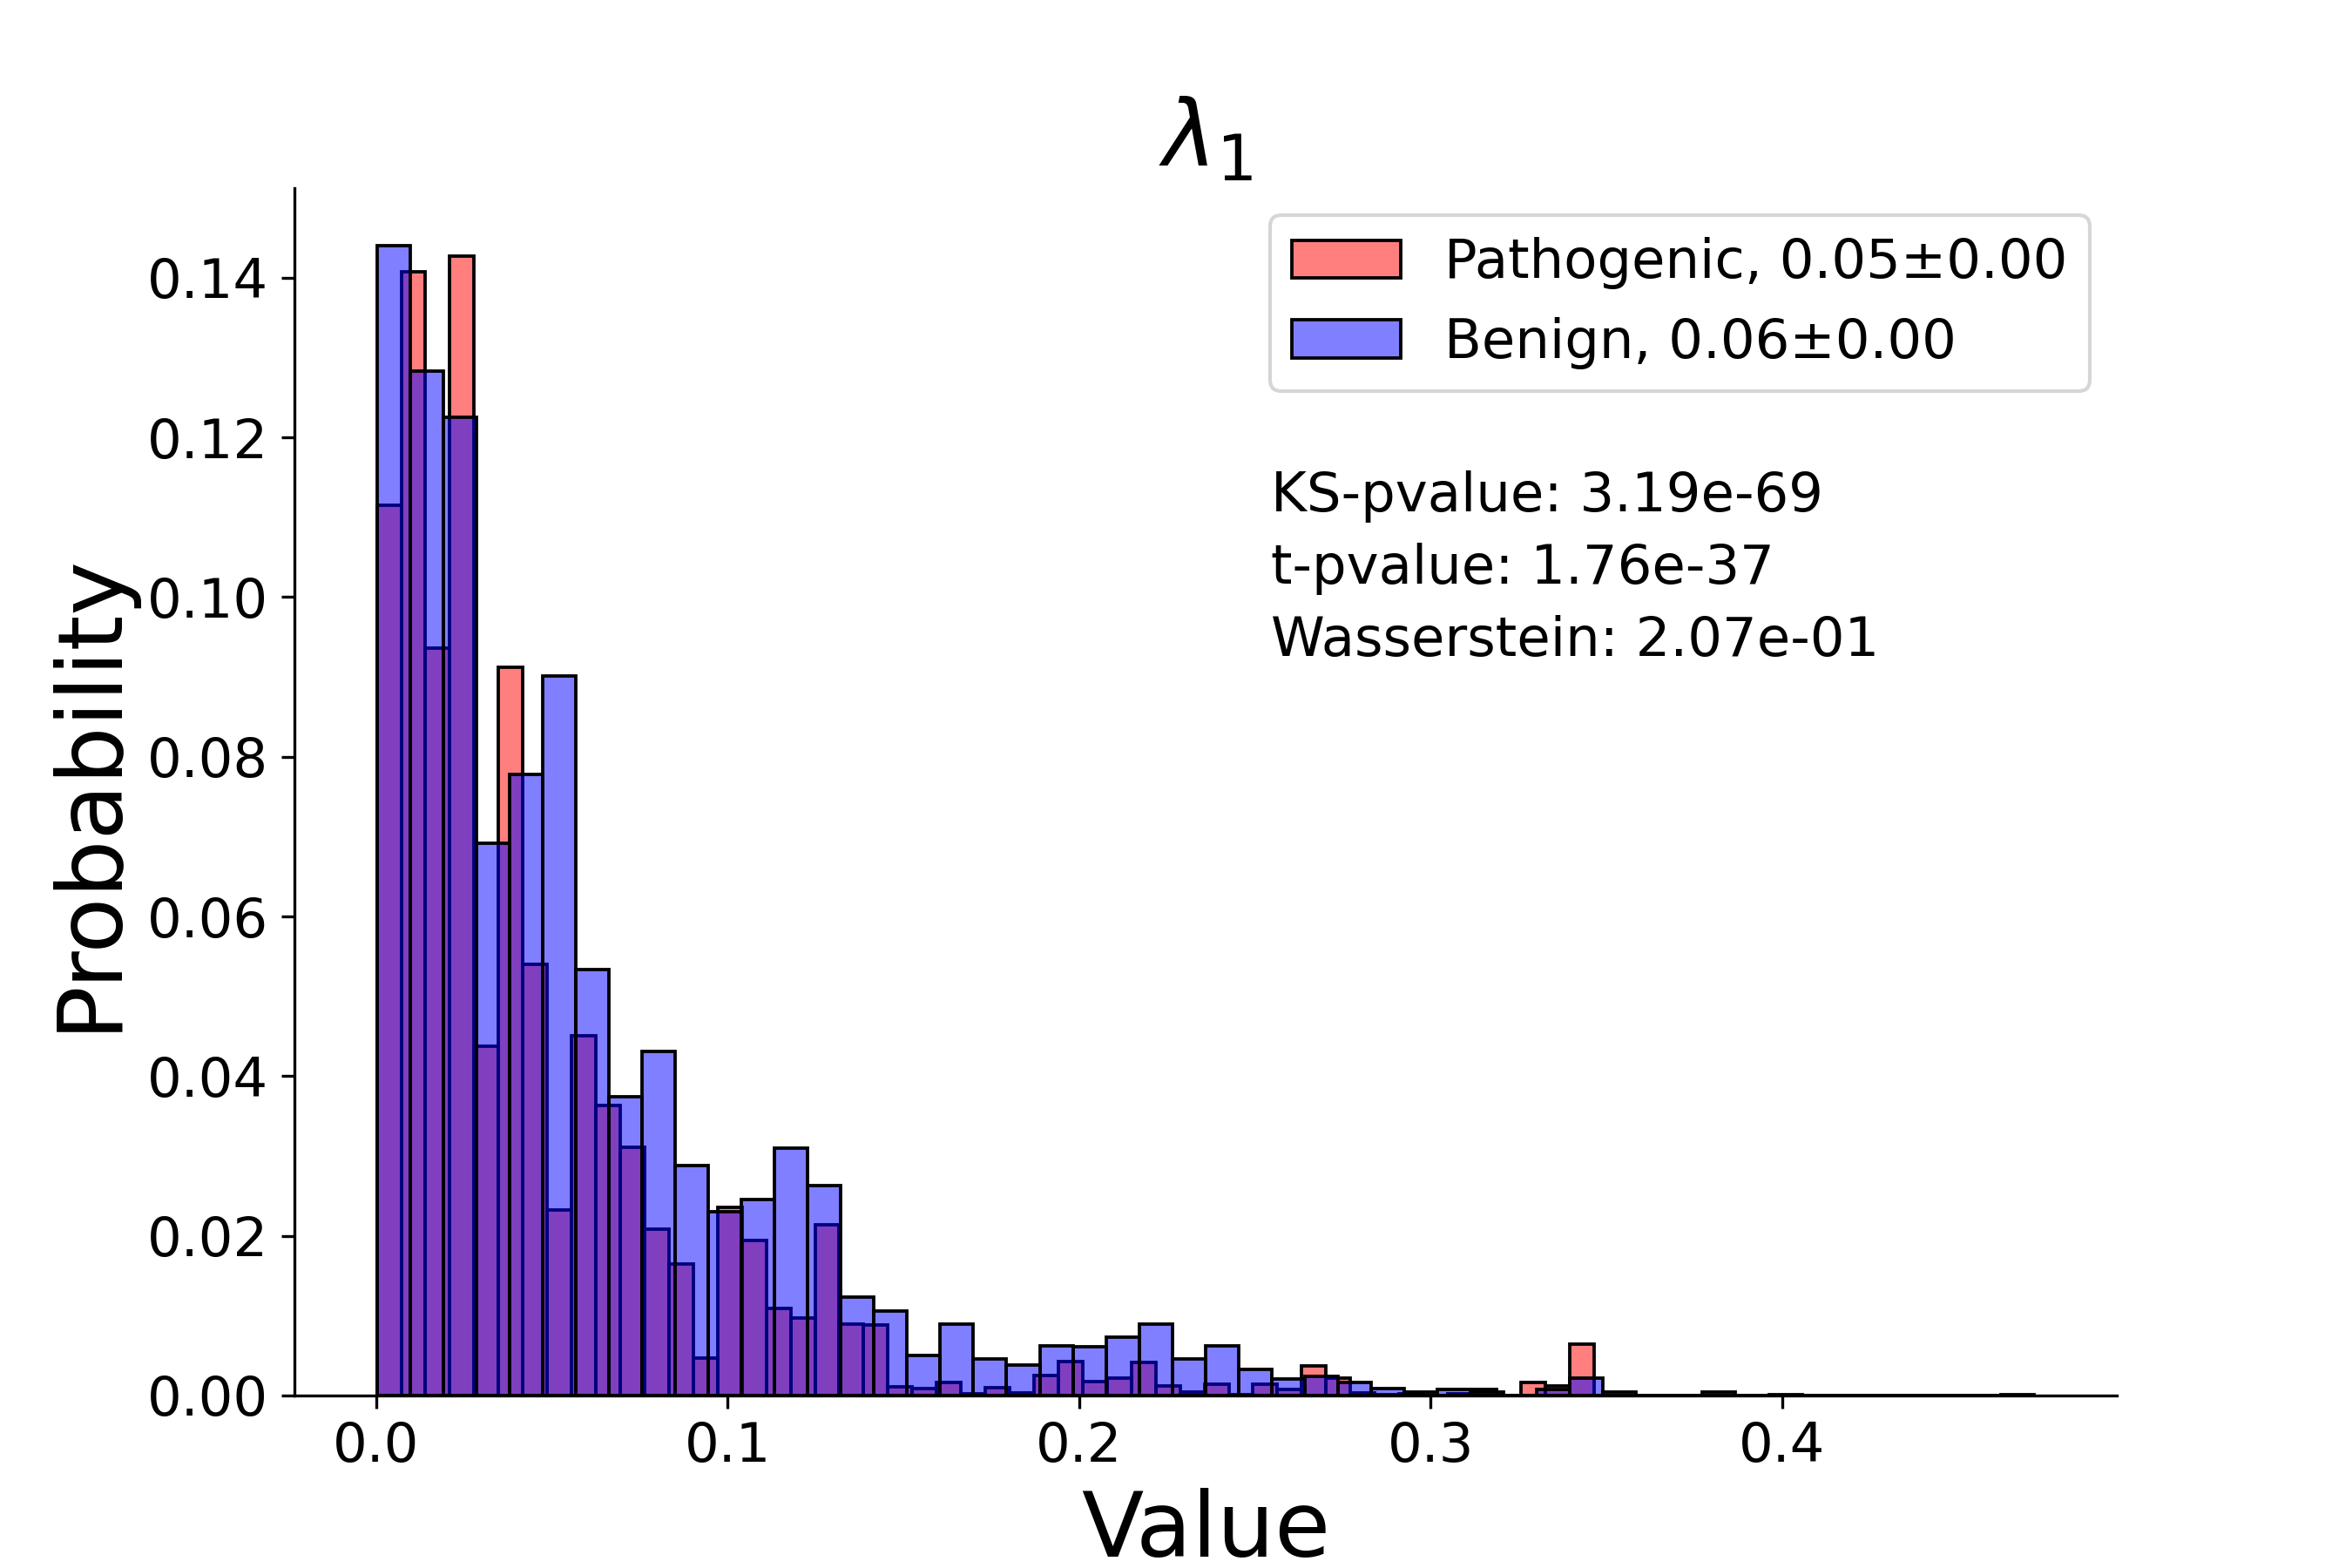 λ₁
Pathogenic, 0.05±0.00
Benign, 0.06±0.00
KS-pvalue: 3.19e-69
t-pvalue: 1.76e-37
Wasserstein: 2.07e-01
Probability
0.14
0.12
0.10
0.08
0.06
0.04
0.02
0.00
0.0 0.1 0.2 0.3 0.4
Value